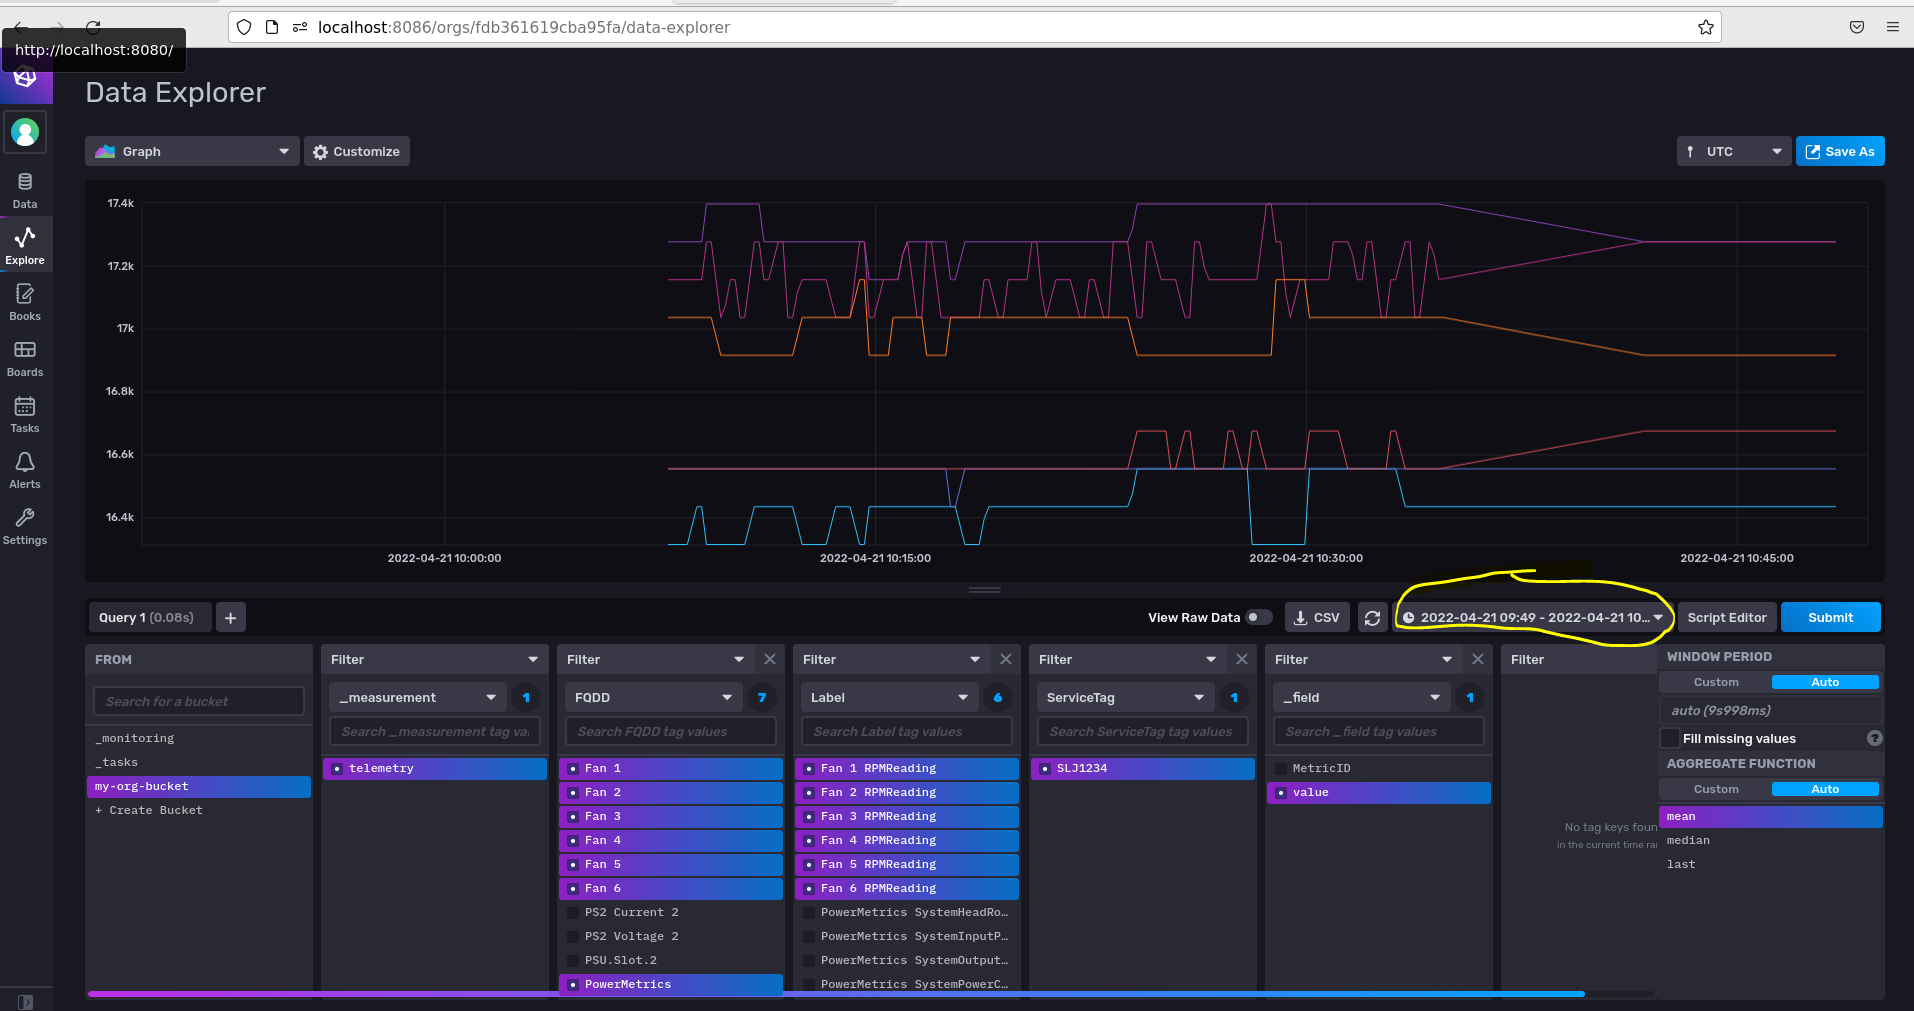 localhost:8086/orgs/fdb361619cba95fa/data-explorer
http://localhost:8080/
Data Explorer
Graph
Customize
UTC
Save As
Data
Explore
Books
Boards
Tasks
Alerts
Settings
17.4k
17.2k
17k
16.8k
16.6k
16.4k
2022-04-21 10:00:00
2022-04-21 10:15:00
2022-04-21 10:30:00
2022-04-21 10:45:00
Query 1 (0.08s)
+
View Raw Data
CSV
2022-04-21 09:49 - 2022-04-21 10...
Script Editor
Submit
FROM
Search for a bucket
_monitoring
_tasks
my-org-bucket
+ Create Bucket
Filter
_measurement
1
Search _measurement tag va
telemetry
Filter
FQDD
7
Search FQDD tag values
Fan 1
Fan 2
Fan 3
Fan 4
Fan 5
Fan 6
PS2 Current 2
PS2 Voltage 2
PSU.Slot.2
PowerMetrics
Filter
Label
6
Search Label tag values
Fan 1 RPMReading
Fan 2 RPMReading
Fan 3 RPMReading
Fan 4 RPMReading
Fan 5 RPMReading
Fan 6 RPMReading
PowerMetrics SystemHeadRo…
PowerMetrics SystemInputP…
PowerMetrics SystemOutput…
PowerMetrics SystemPowerC…
Filter
ServiceTag
1
Search ServiceTag tag values
SLJ1234
Filter
_field
1
Search _field tag values
MetricID
value
Filter
No tag keys foun
in the current time ra
WINDOW PERIOD
Custom
Auto
auto (9s998ms)
Fill missing values
?
AGGREGATE FUNCTION
Custom
Auto
mean
median
last